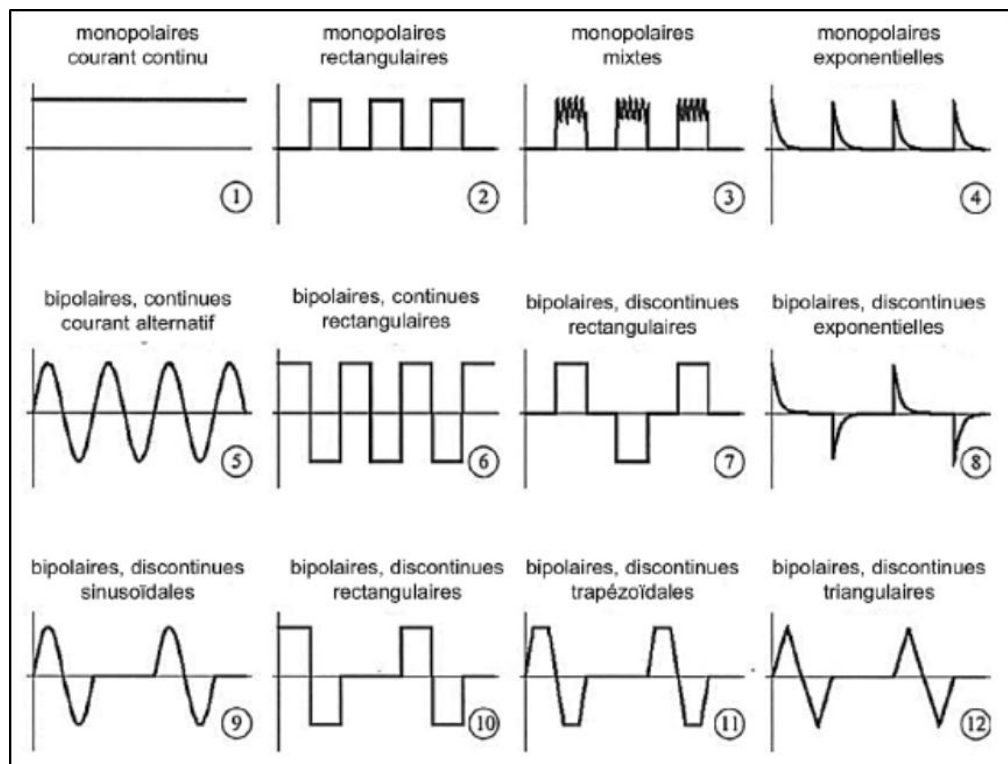 monopolaires
courant continu
monopolaires
rectangulaires
monopolaires
mixtes
monopolaires
exponentielles
1
2
3
4
bipolaires, continues
courant alternatif
bipolaires, continues
rectangulaires
bipolaires, discontinues
rectangulaires
bipolaires, discontinues
exponentielles
5
6
7
8
bipolaires, discontinues
sinusoïdales
bipolaires, discontinues
rectangulaires
bipolaires, discontinues
trapézoïdales
bipolaires, discontinues
triangulaires
9
10
11
12